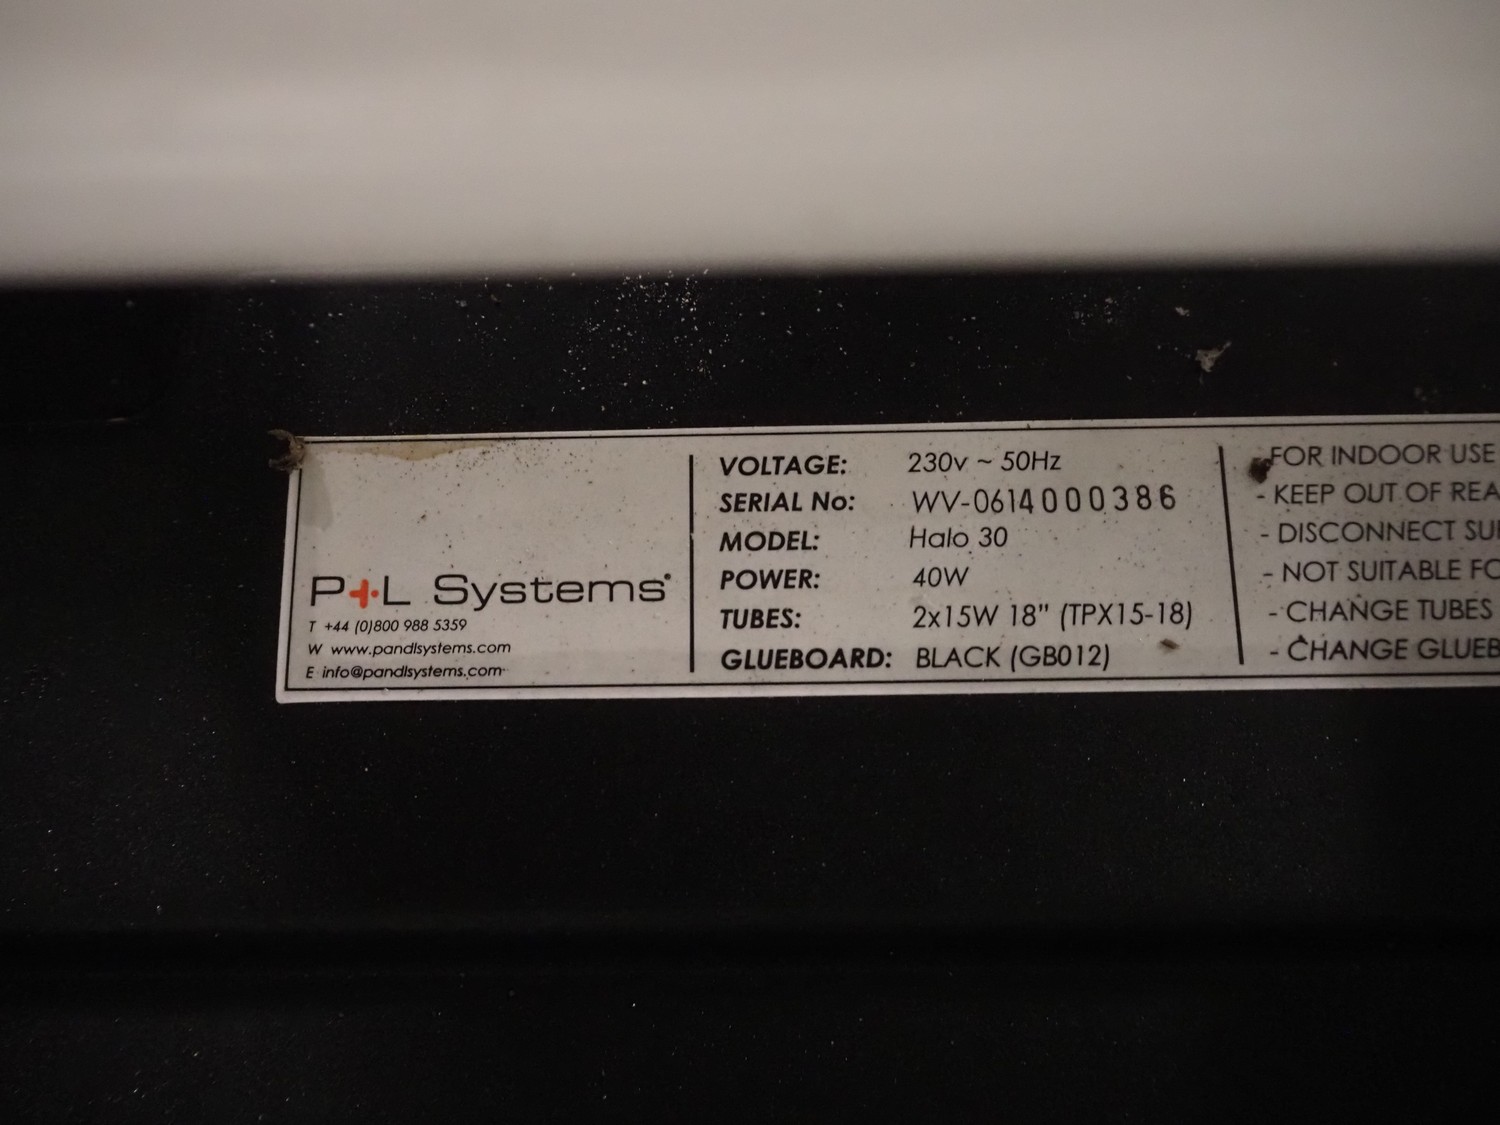 P+L Systems®
T +44 (0)800 988 5359
W www.pandlsystems.com
E info@pandlsystems.com
VOLTAGE: 230v ~ 50Hz
SERIAL No: WV-0614000386
MODEL: Halo 30
POWER: 40W
TUBES: 2x15W 18" (TPX15-18)
GLUEBOARD: BLACK (GB012)
-FOR INDOOR USE
- KEEP OUT OF
- DISCONNECT
- NOT SUITABLE
- CHANGE TUBES
- CHANGE